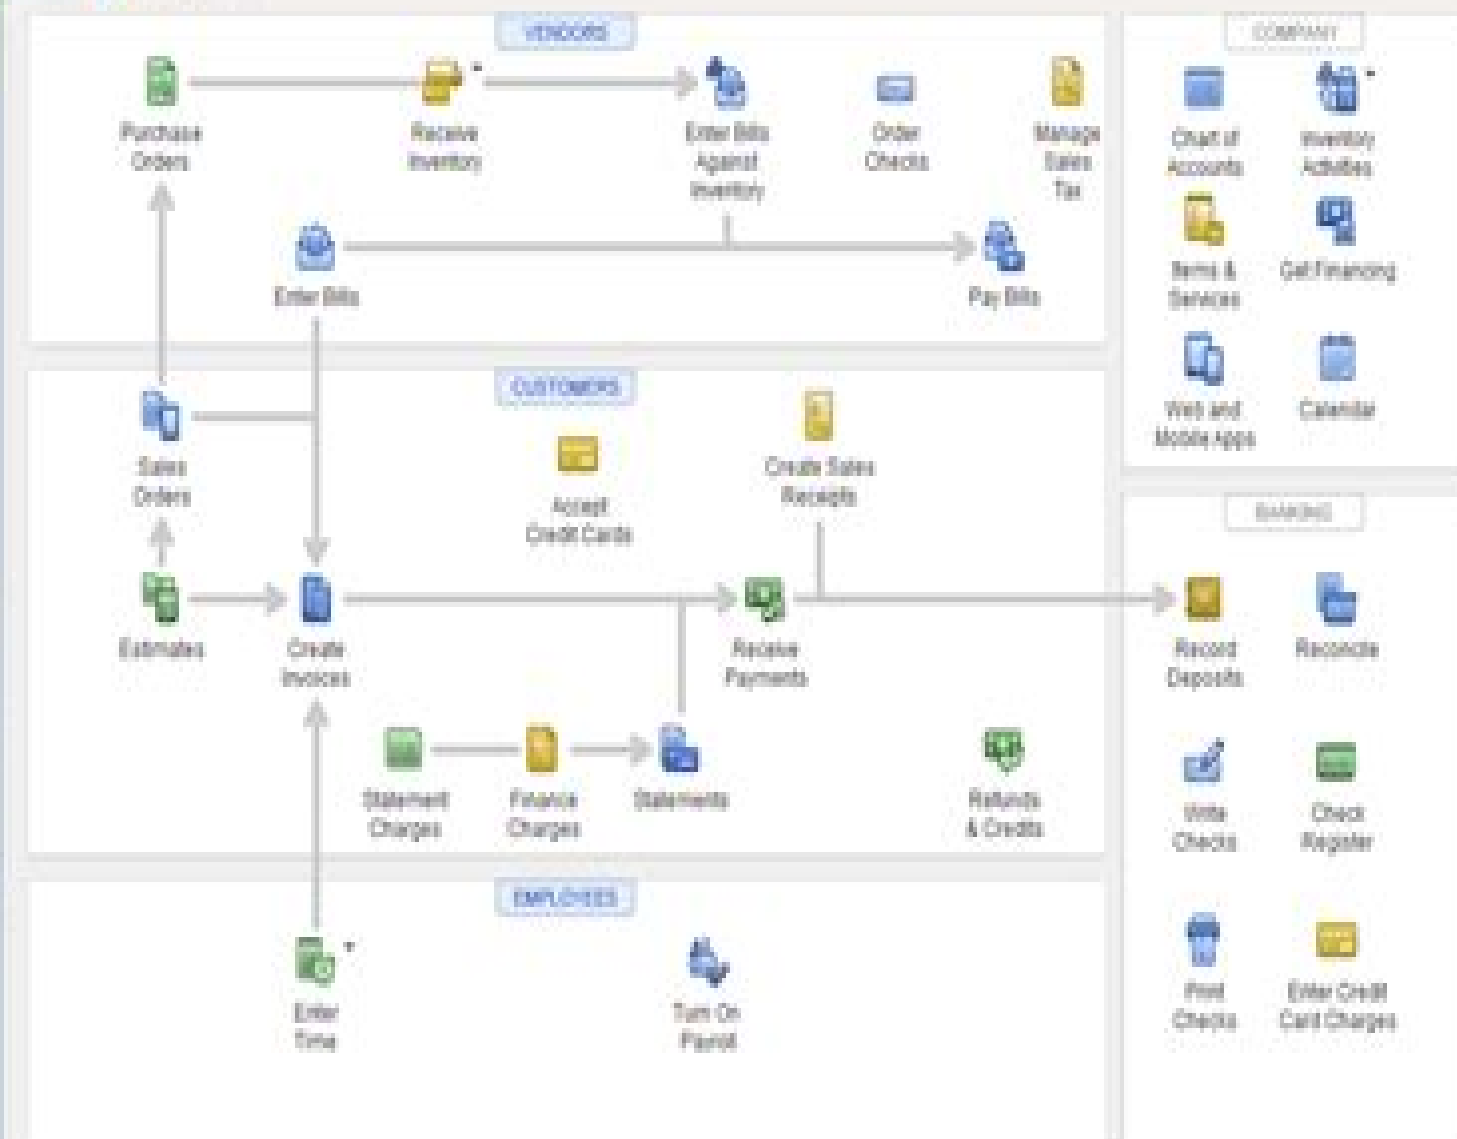 VENDORS
Purchase
Orders
Receive
Inventory
Enter Bills
Against
Inventory
Order
Checks
Manage
Sales
Tax
Enter Bills
Pay Bills
CUSTOMERS
Sales
Orders
Accept
Credit Cards
Create Sales
Receipts
Estimates
Create
Invoices
Receive
Payments
Statement
Charges
Finance
Charges
Statements
Refunds
& Credits
EMPLOYEES
Enter
Time
Turn On
Payroll
COMPANY
Chart of
Accounts
Inventory
Activities
Items &
Services
Get Financing
Web and
Mobile Apps
Calendar
BANKING
Record
Deposits
Reconcile
Write
Checks
Check
Register
Print
Checks
Enter Credit
Card Charges